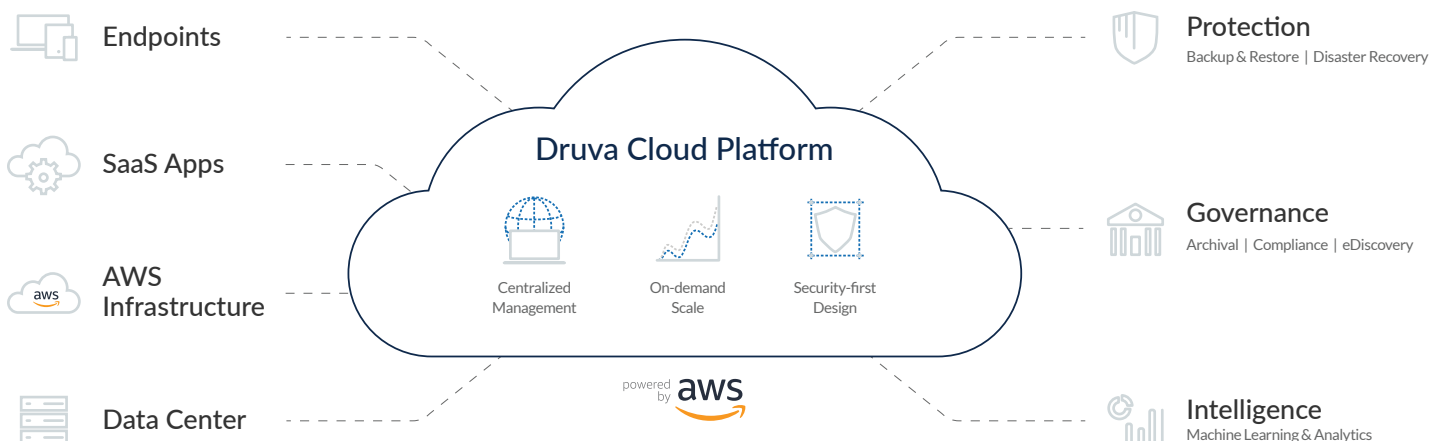 Endpoints
SaaS Apps
aws
AWS
Infrastructure
Data Center
Druva Cloud Platform
Centralized
Management
On-demand
Scale
Security-first
Design
powered
by
aws
Protection
Backup & Restore | Disaster Recovery
Governance
Archival | Compliance | eDiscovery
Intelligence
Machine Learning & Analytics